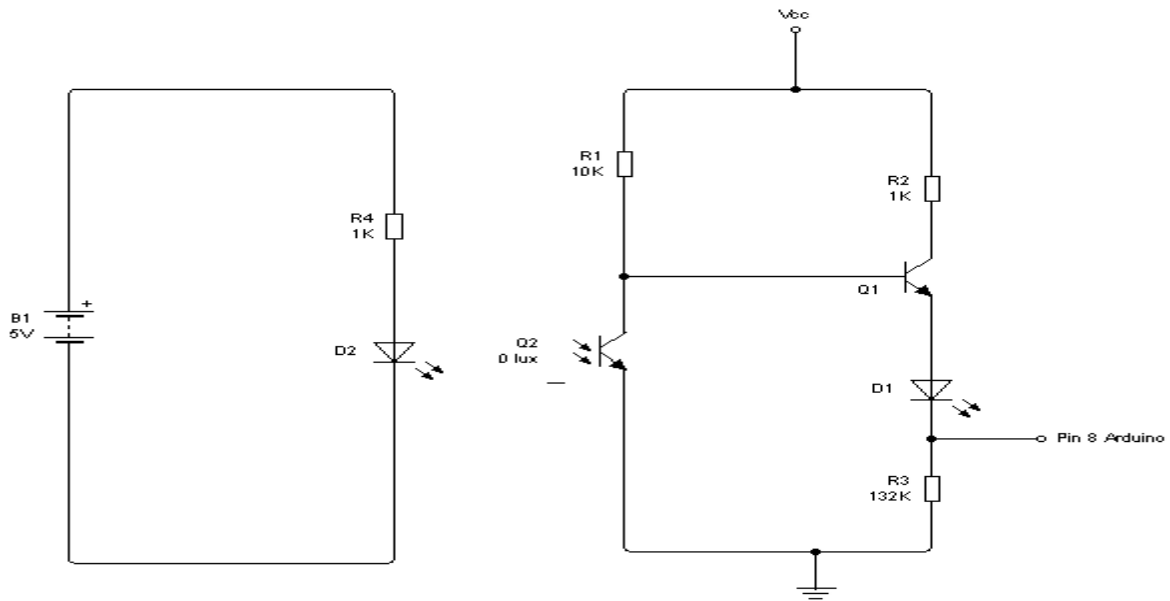 Vcc
R1
10K
R2
1K
R4
1K
Q1
B1
5V
+
D2
Q2
0 lux
D1
Pin 8 Arduino
R3
132K